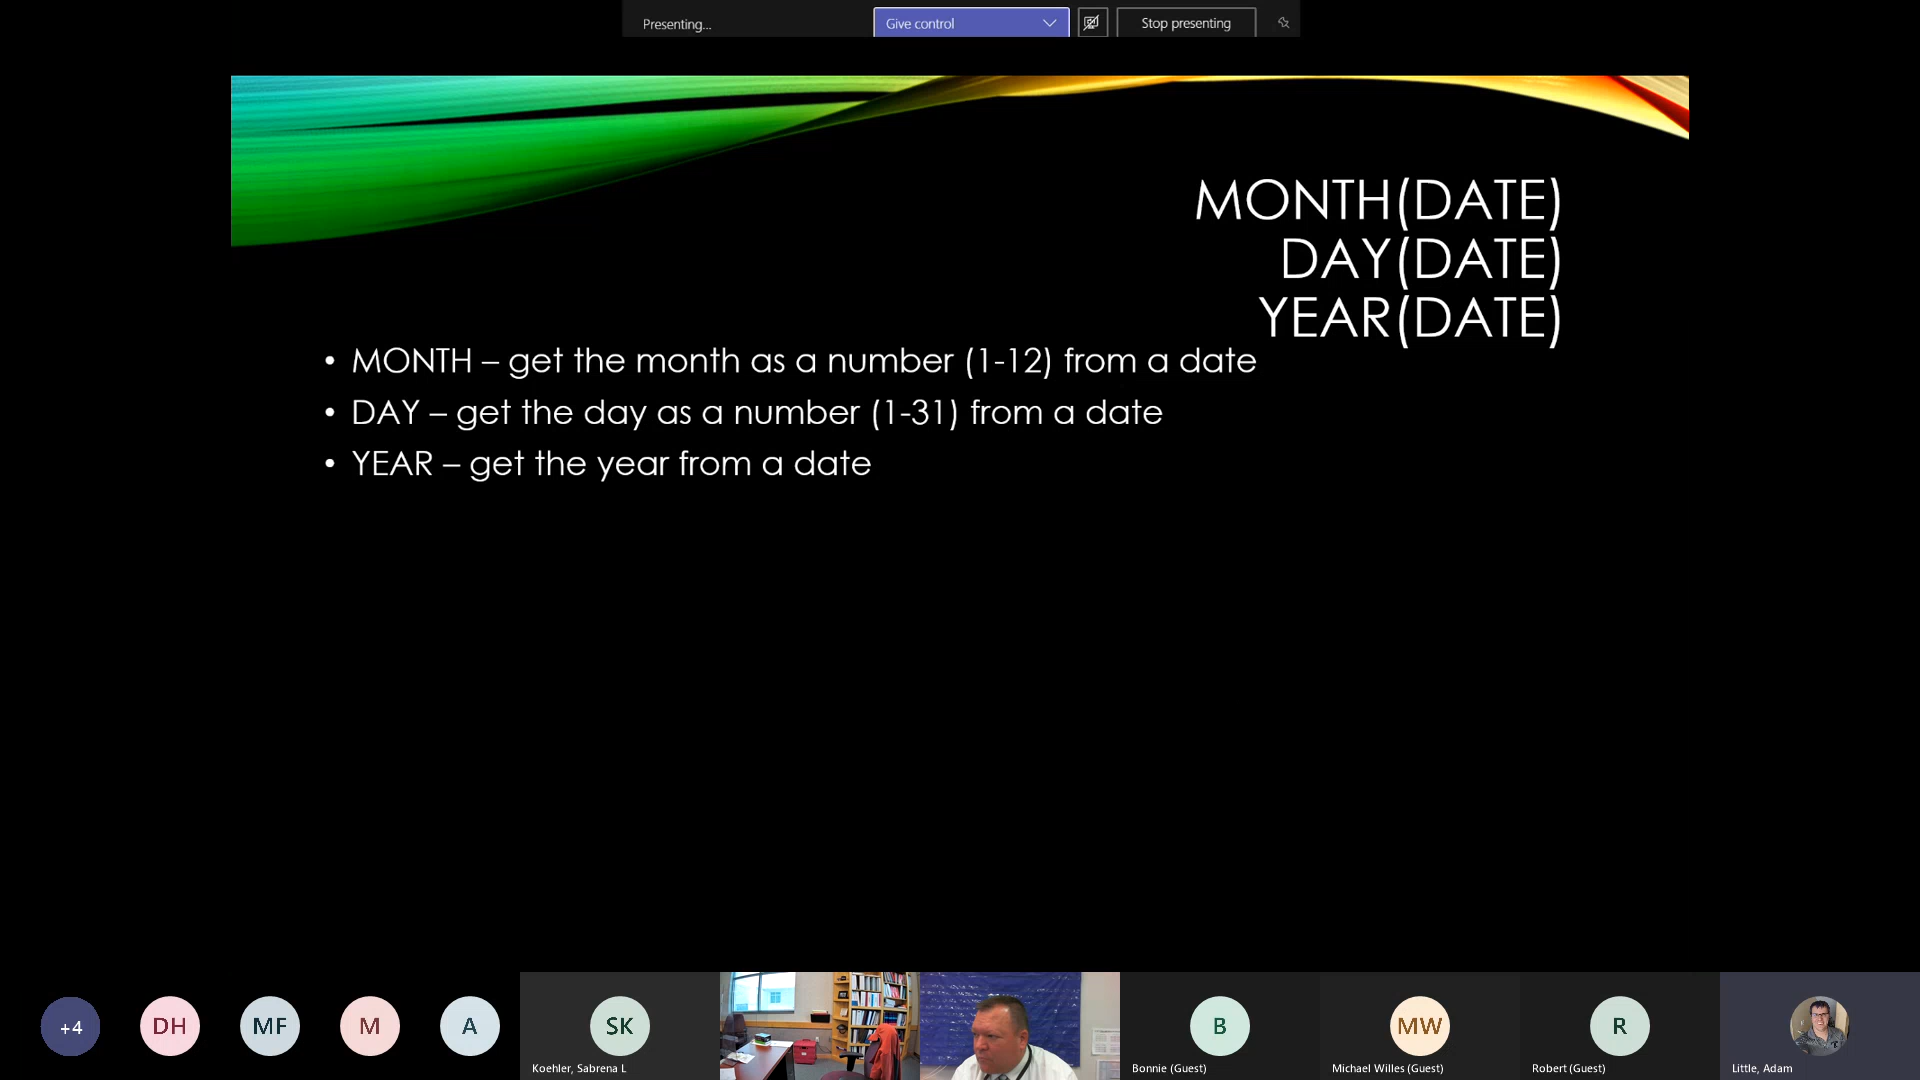 Presenting...
Give control
Stop presenting
MONTH(DATE)
DAY(DATE)
YEAR(DATE)
• MONTH – get the month as a number (1-12) from a date
• DAY – get the day as a number (1-31) from a date
• YEAR – get the year from a date
+4
DH
MF
M
A
SK
B
MW
R
Koehler, Sabrena L
Bonnie (Guest)
Michael Willes (Guest)
Robert (Guest)
Little, Adam